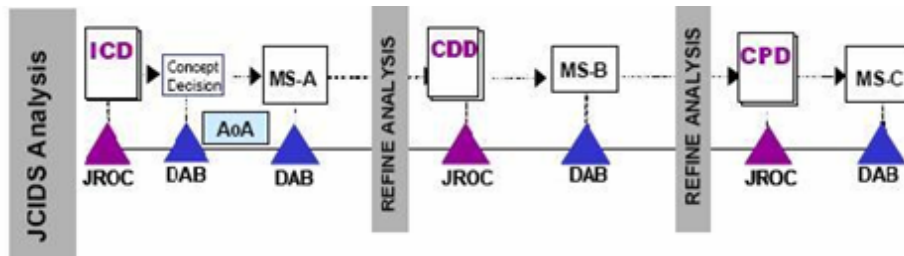 JCIDS Analysis
ICD
Concept
Decision
MS-A
AoA
JROC
DAB
DAB
REFINE ANALYSIS
CDD
MS-B
JROC
DAB
REFINE ANALYSIS
CPD
MS-C
JROC
DAB